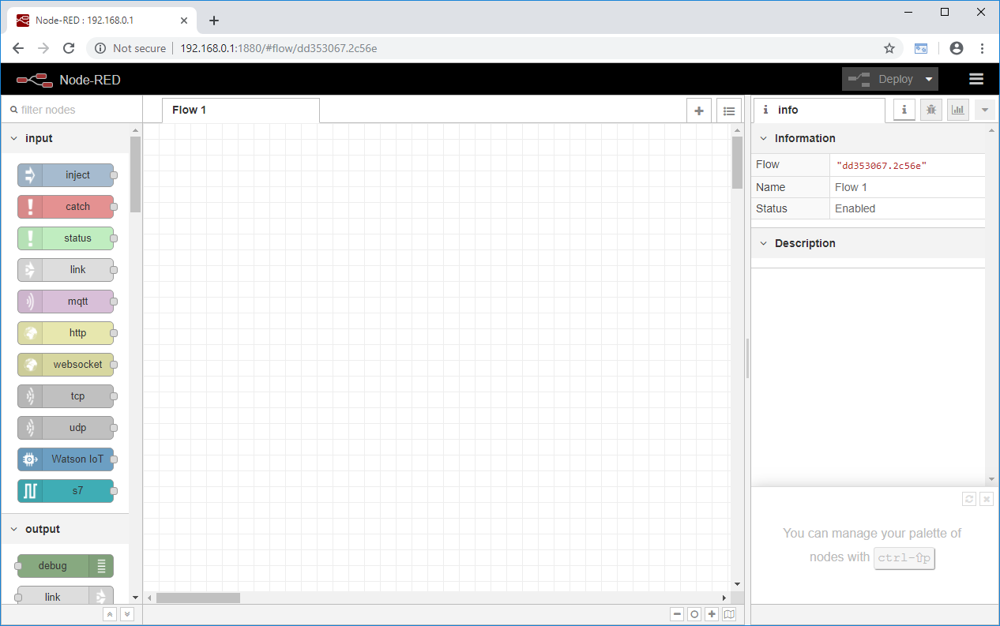 Node-RED : 192.168.0.1
Not secure
192.168.0.1:1880/#flow/dd353067.2c56e
Node-RED
Deploy
filter nodes
Flow 1
info
input
inject
catch
status
link
mqtt
http
websocket
tcp
udp
Watson IoT
s7
output
debug
link
Information
Flow "dd353067.2c56e"
Name Flow 1
Status Enabled
Description
You can manage your palette of
nodes with ctrl-⇧p